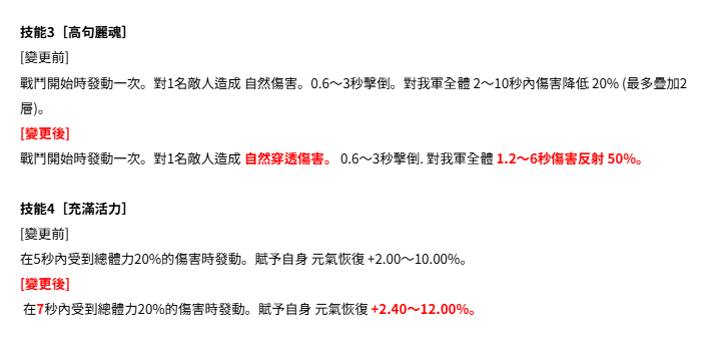 技能3［高句麗魂］
[變更前]
戰鬥開始時發動一次。對1名敵人造成 自然傷害。0.6～3秒擊倒。對我軍全體 2～10秒內傷害降低 20% (最多疊加2
層)。
[變更後]
戰鬥開始時發動一次。對1名敵人造成 自然穿透傷害。 0.6～3秒擊倒. 對我軍全體 1.2～6秒傷害反射 50%。
技能4［充滿活力］
[變更前]
在5秒內受到總體力20%的傷害時發動。賦予自身 元氣恢復 +2.00～10.00%。
[變更後]
在7秒內受到總體力20%的傷害時發動。賦予自身 元氣恢復 +2.40～12.00%。